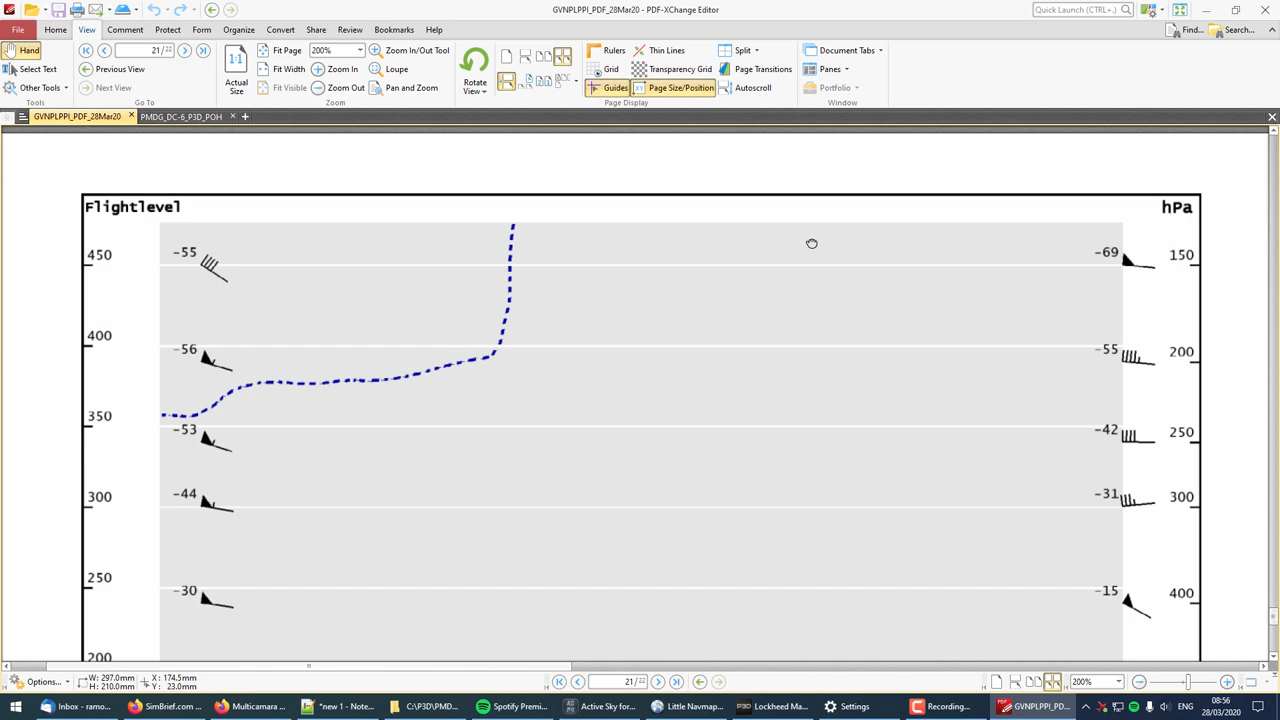 GVNPLPPI_PDF_28Mar20 - PDF-XChange Editor
Quick Launch (CTRL+.)
File Home View Comment Protect Form Organize Convert Share Review Bookmarks Help
Find... Search...
Hand
Select Text
Other Tools
Tools
21 / 22
Previous View
Next View
Go To
1:1
Actual Size
Fit Page
Fit Width
Fit Visible
200%
Zoom In
Zoom Out
Zoom In/Out Tool
Loupe
Pan and Zoom
Zoom
Rotate View
Rulers
Grid
Guides
Thin Lines
Transparency Grid
Page Size/Position
Split
Page Transitions
Autoscroll
Page Display
Document Tabs
Panes
Portfolio
Window
GVNPLPPI_PDF_28Mar20 PMDG_DC-6_P3D_POH
Flightlevel hPa
450 -55 -69 150
400 -56 -55 200
350 -53 -42 250
300 -44 -31 300
250 -30 -15 400
200
Options... W: 297.0mm H: 210.0mm X: 174.5mm Y: 23.0mm 21 / 22 200%
Inbox - ramo... SimBrief.com ... Multicamara ... *new 1 - Note... C:\P3D\PMD... Spotify Premi... Active Sky for ... Little Navmap... Lockheed Ma... Settings Recording... GVNPLPPI_PD...
08:56
28/03/2020